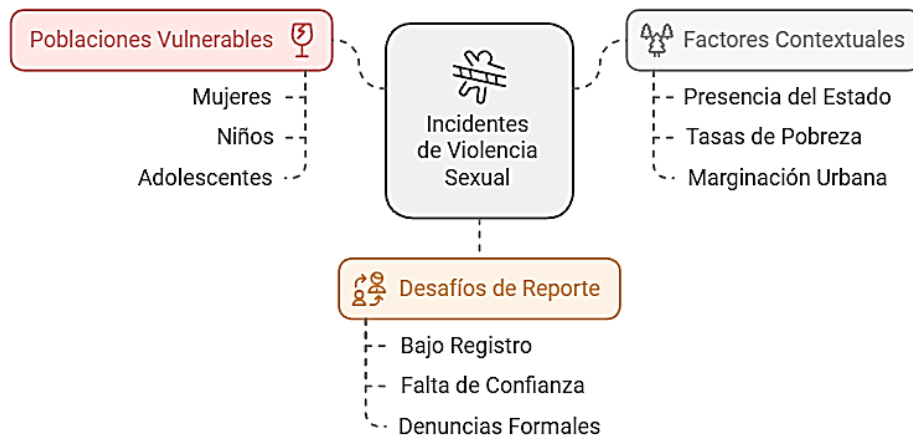 Poblaciones Vulnerables
Mujeres
Niños
Adolescentes
Incidentes
de Violencia
Sexual
Factores Contextuales
Presencia del Estado
Tasas de Pobreza
Marginación Urbana
Desafíos de Reporte
Bajo Registro
Falta de Confianza
Denuncias Formales